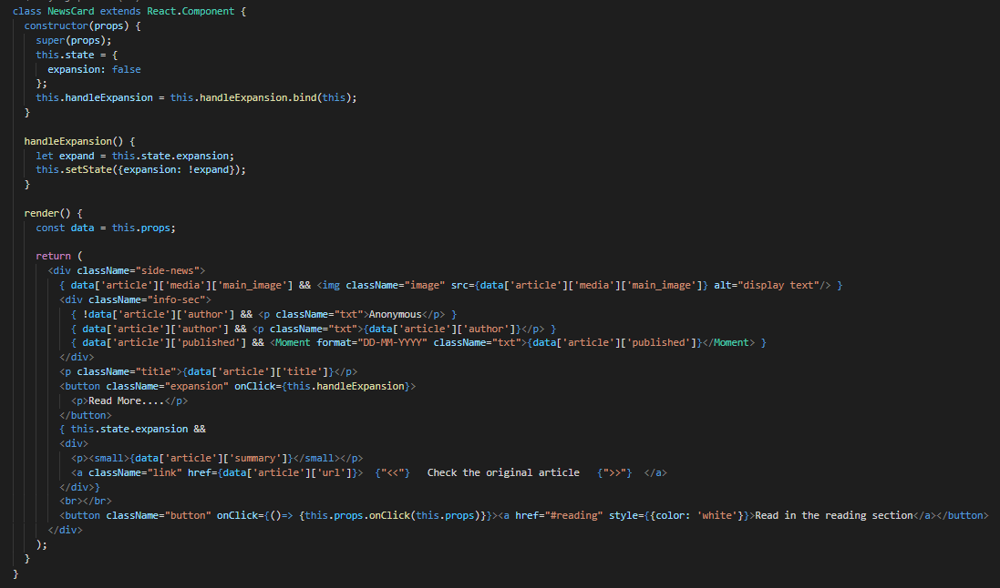 class NewsCard extends React.Component {
  constructor(props) {
    super(props);
    this.state = {
      expansion: false
    };
    this.handleExpansion = this.handleExpansion.bind(this);
  }

  handleExpansion() {
    let expand = this.state.expansion;
    this.setState({expansion: !expand});
  }

  render() {
    const data = this.props;

    return (
      <div className="side-news">
        { data['article']['media']['main_image'] && <img className="image" src={data['article']['media']['main_image']} alt="display text"/> }
        <div className="info-sec">
          { !data['article']['author'] && <p className="txt">Anonymous</p> }
          { data['article']['author'] && <p className="txt">{data['article']['author']}</p> }
          { data['article']['published'] && <Moment format="DD-MM-YYYY" className="txt">{data['article']['published']}</Moment> }
        </div>
        <p className="title">{data['article']['title']}</p>
        <button className="expansion" onClick={this.handleExpansion}>
          <p>Read More....</p>
        </button>
        { this.state.expansion &&
        <div>
          <p><small>{data['article']['summary']}</small></p>
          <a className="link" href={data['article']['url']}>  {"<<"}   Check the original article   {">>"}  </a>
        </div>}
        <br></br>
        <button className="button" onClick={()=> {this.props.onClick(this.props)}}><a href="#reading" style={{color: 'white'}}>Read in the reading section</a></button>
      </div>
    );
  }
}